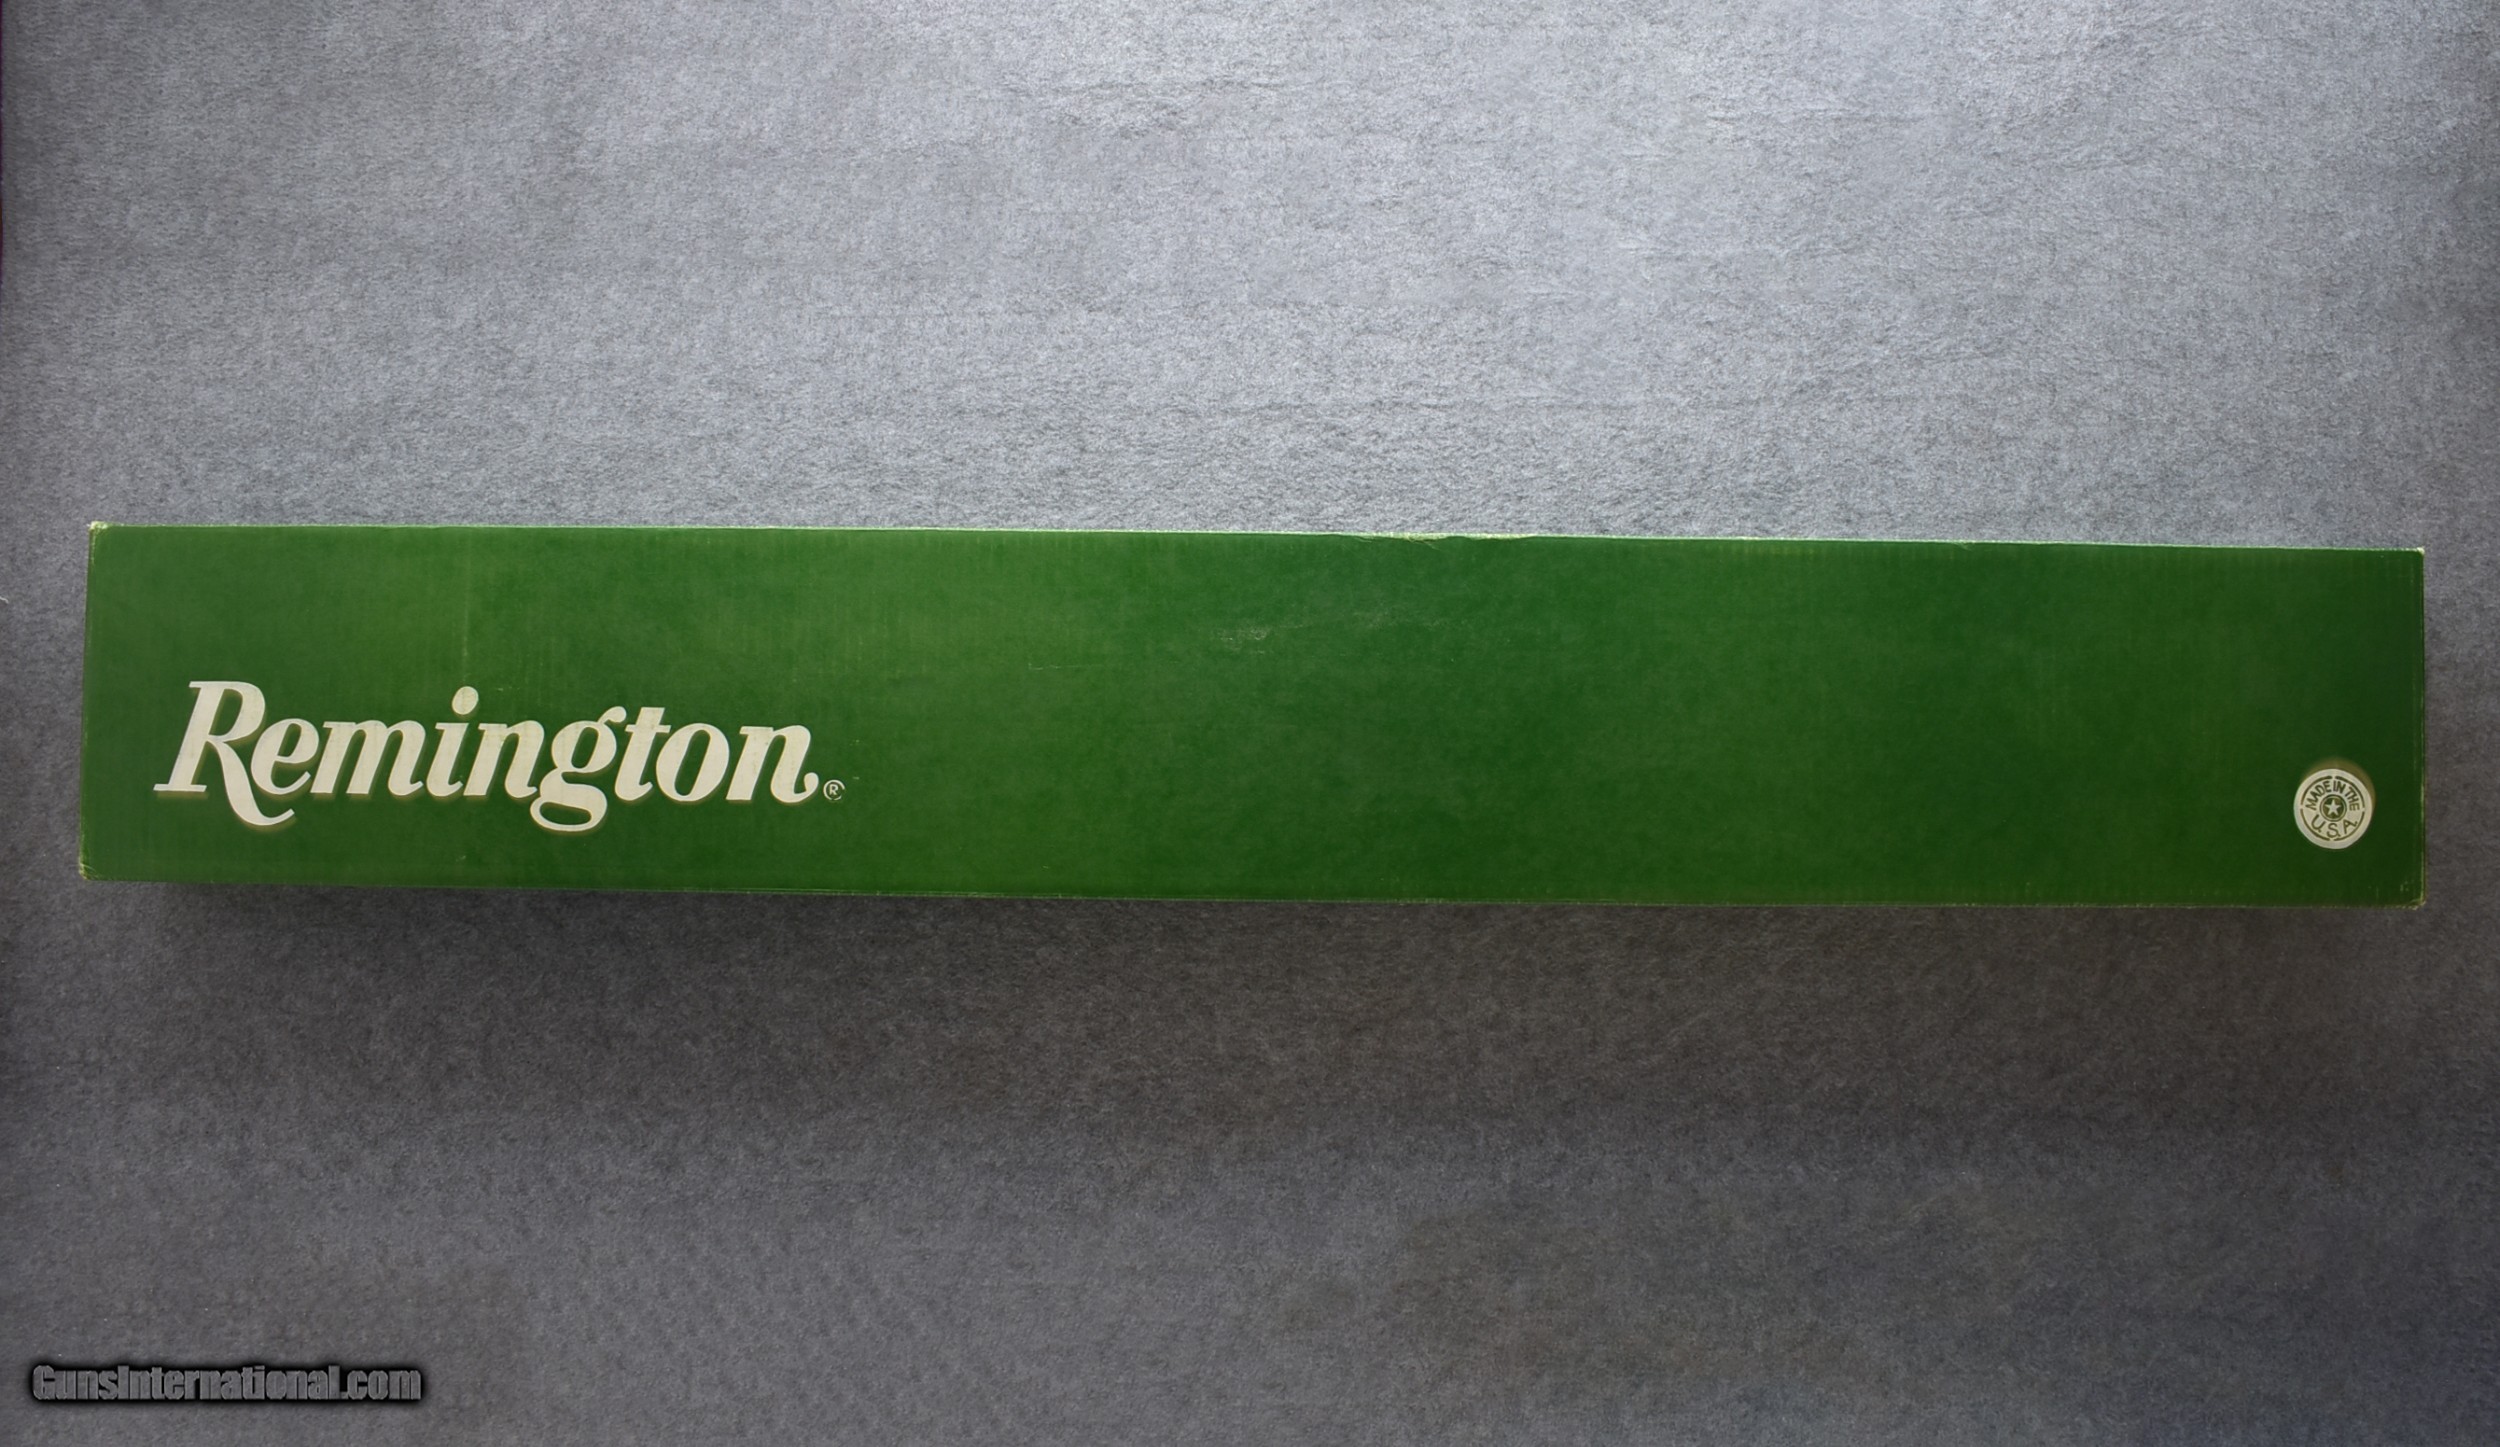 Remington®
MADE IN THE
U.S.A.
GunsInternational.com